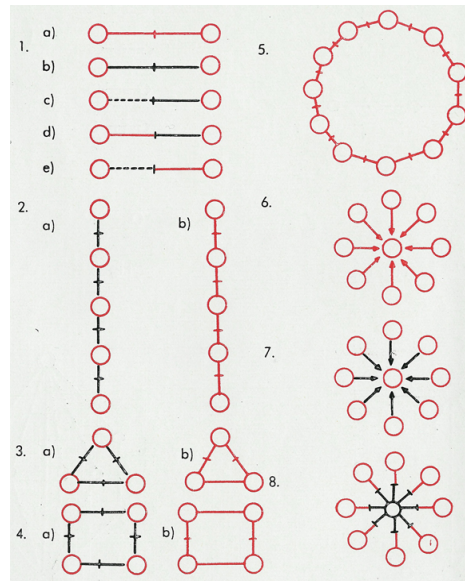 1. a)
b)
c)
d)
e)
2. a)
b)
3. a)
b)
4. a)
b)
5.
6.
7.
8.